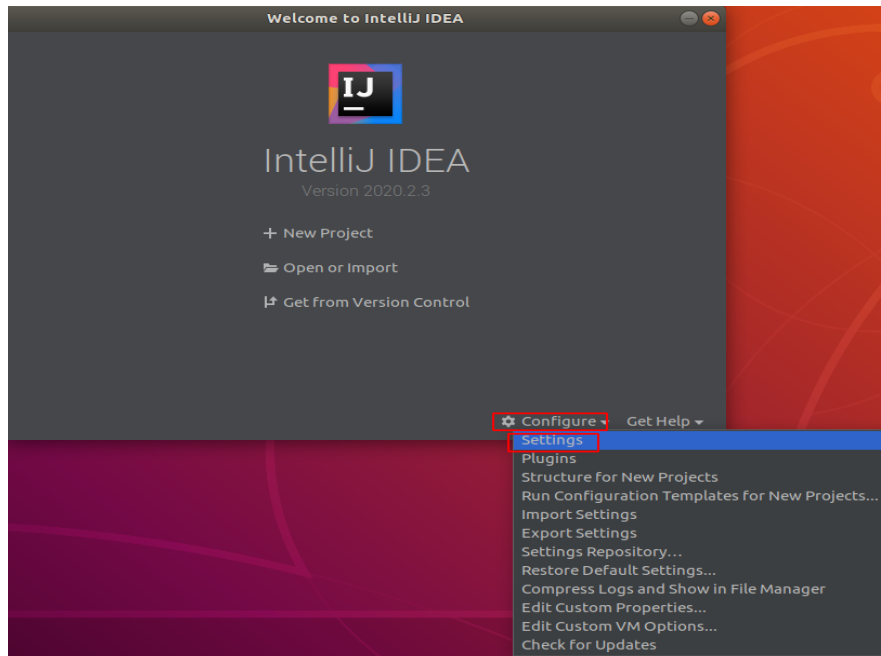 Welcome to IntelliJ IDEA
IJ
IntelliJ IDEA
Version 2020.2.3
New Project
Open or Import
Get from Version Control
Configure Get Help
Settings
Plugins
Structure for New Projects
Run Configuration Templates for New Projects...
Import Settings
Export Settings
Settings Repository...
Restore Default Settings...
Compress Logs and Show in File Manager
Edit Custom Properties...
Edit Custom VM Options...
Check for Updates